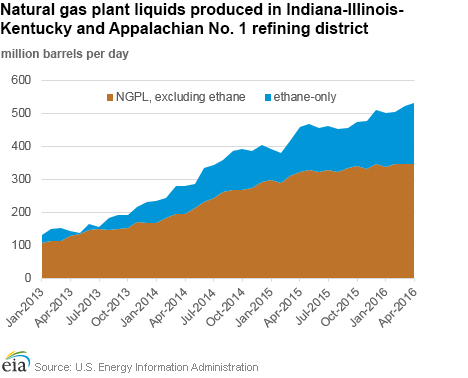 Natural gas plant liquids produced in Indiana-Illinois-
Kentucky and Appalachian No. 1 refining district
million barrels per day
600
500
400
300
200
100
0
NGPL, excluding ethane
ethane-only
Jan-2013
Apr-2013
Jul-2013
Oct-2013
Jan-2014
Apr-2014
Jul-2014
Oct-2014
Jan-2015
Apr-2015
Jul-2015
Oct-2015
Jan-2016
Apr-2016
eia
Source: U.S. Energy Information Administration